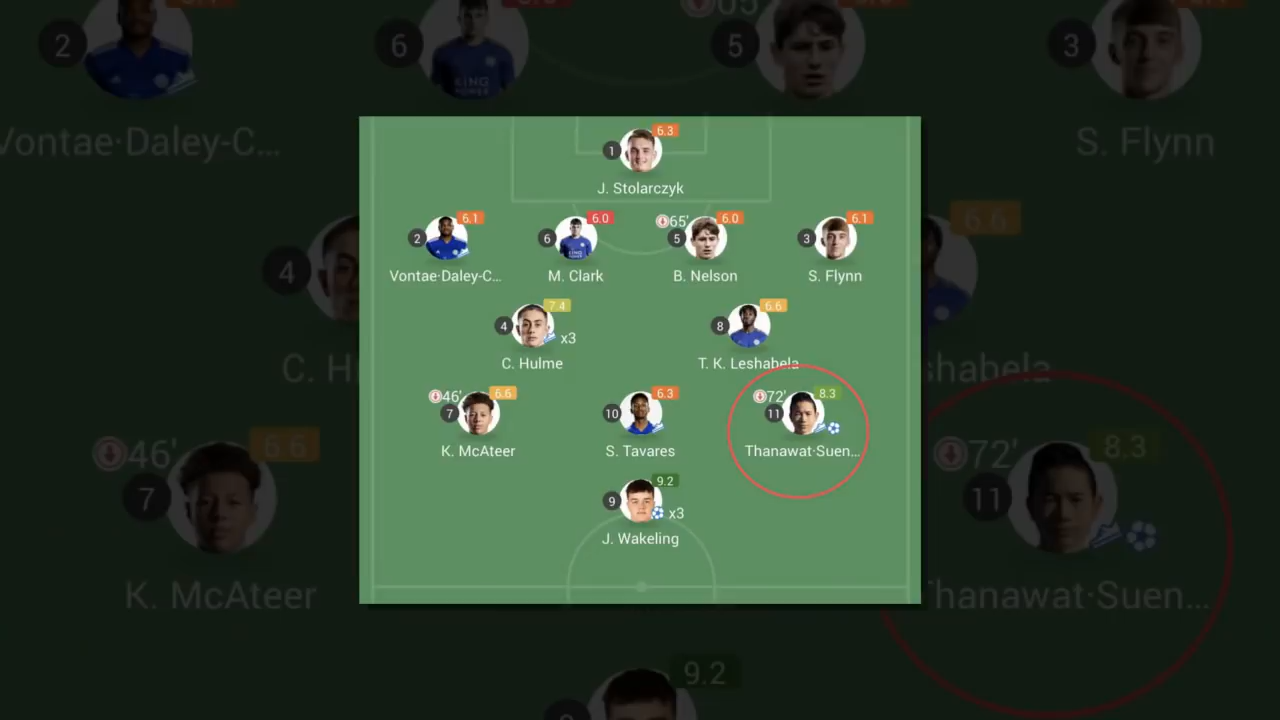 6.3
1
J. Stolarczyk
6.1
2
Vontae·Daley-C...
6.0
6
M. Clark
65'
6.0
5
B. Nelson
6.1
3
S. Flynn
7.4
4
x3
C. Hulme
6.6
8
T. K. Leshabela
46'
6.6
7
K. McAteer
6.3
10
S. Tavares
72'
8.3
11
Thanawat·Suen...
9.2
9
x3
J. Wakeling
2
6
KING
POWER
5
3
Vontae·Daley-C...
S. Flynn
6.6
4
C. H
shabela
46'
6.6
7
K. McAteer
72'
8.3
11
Thanawat·Suen...
9.2